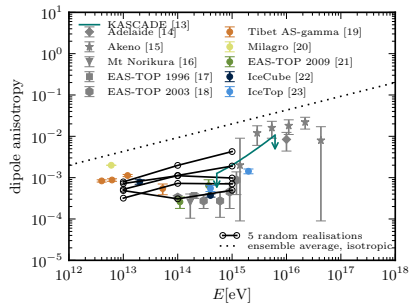 KASCADE [13]
Adelaide [14]
Akeno [15]
Mt Norikura [16]
EAS-TOP 1996 [17]
EAS-TOP 2003 [18]
Tibet AS-gamma [19]
Milagro [20]
EAS-TOP 2009 [21]
IceCube [22]
IceTop [23]
dipole anisotropy
10⁰
10⁻¹
10⁻²
10⁻³
10⁻⁴
10⁻⁵
5 random realisations
ensemble average, isotropic
10¹² 10¹³ 10¹⁴ 10¹⁵ 10¹⁶ 10¹⁷ 10¹⁸
E[eV]